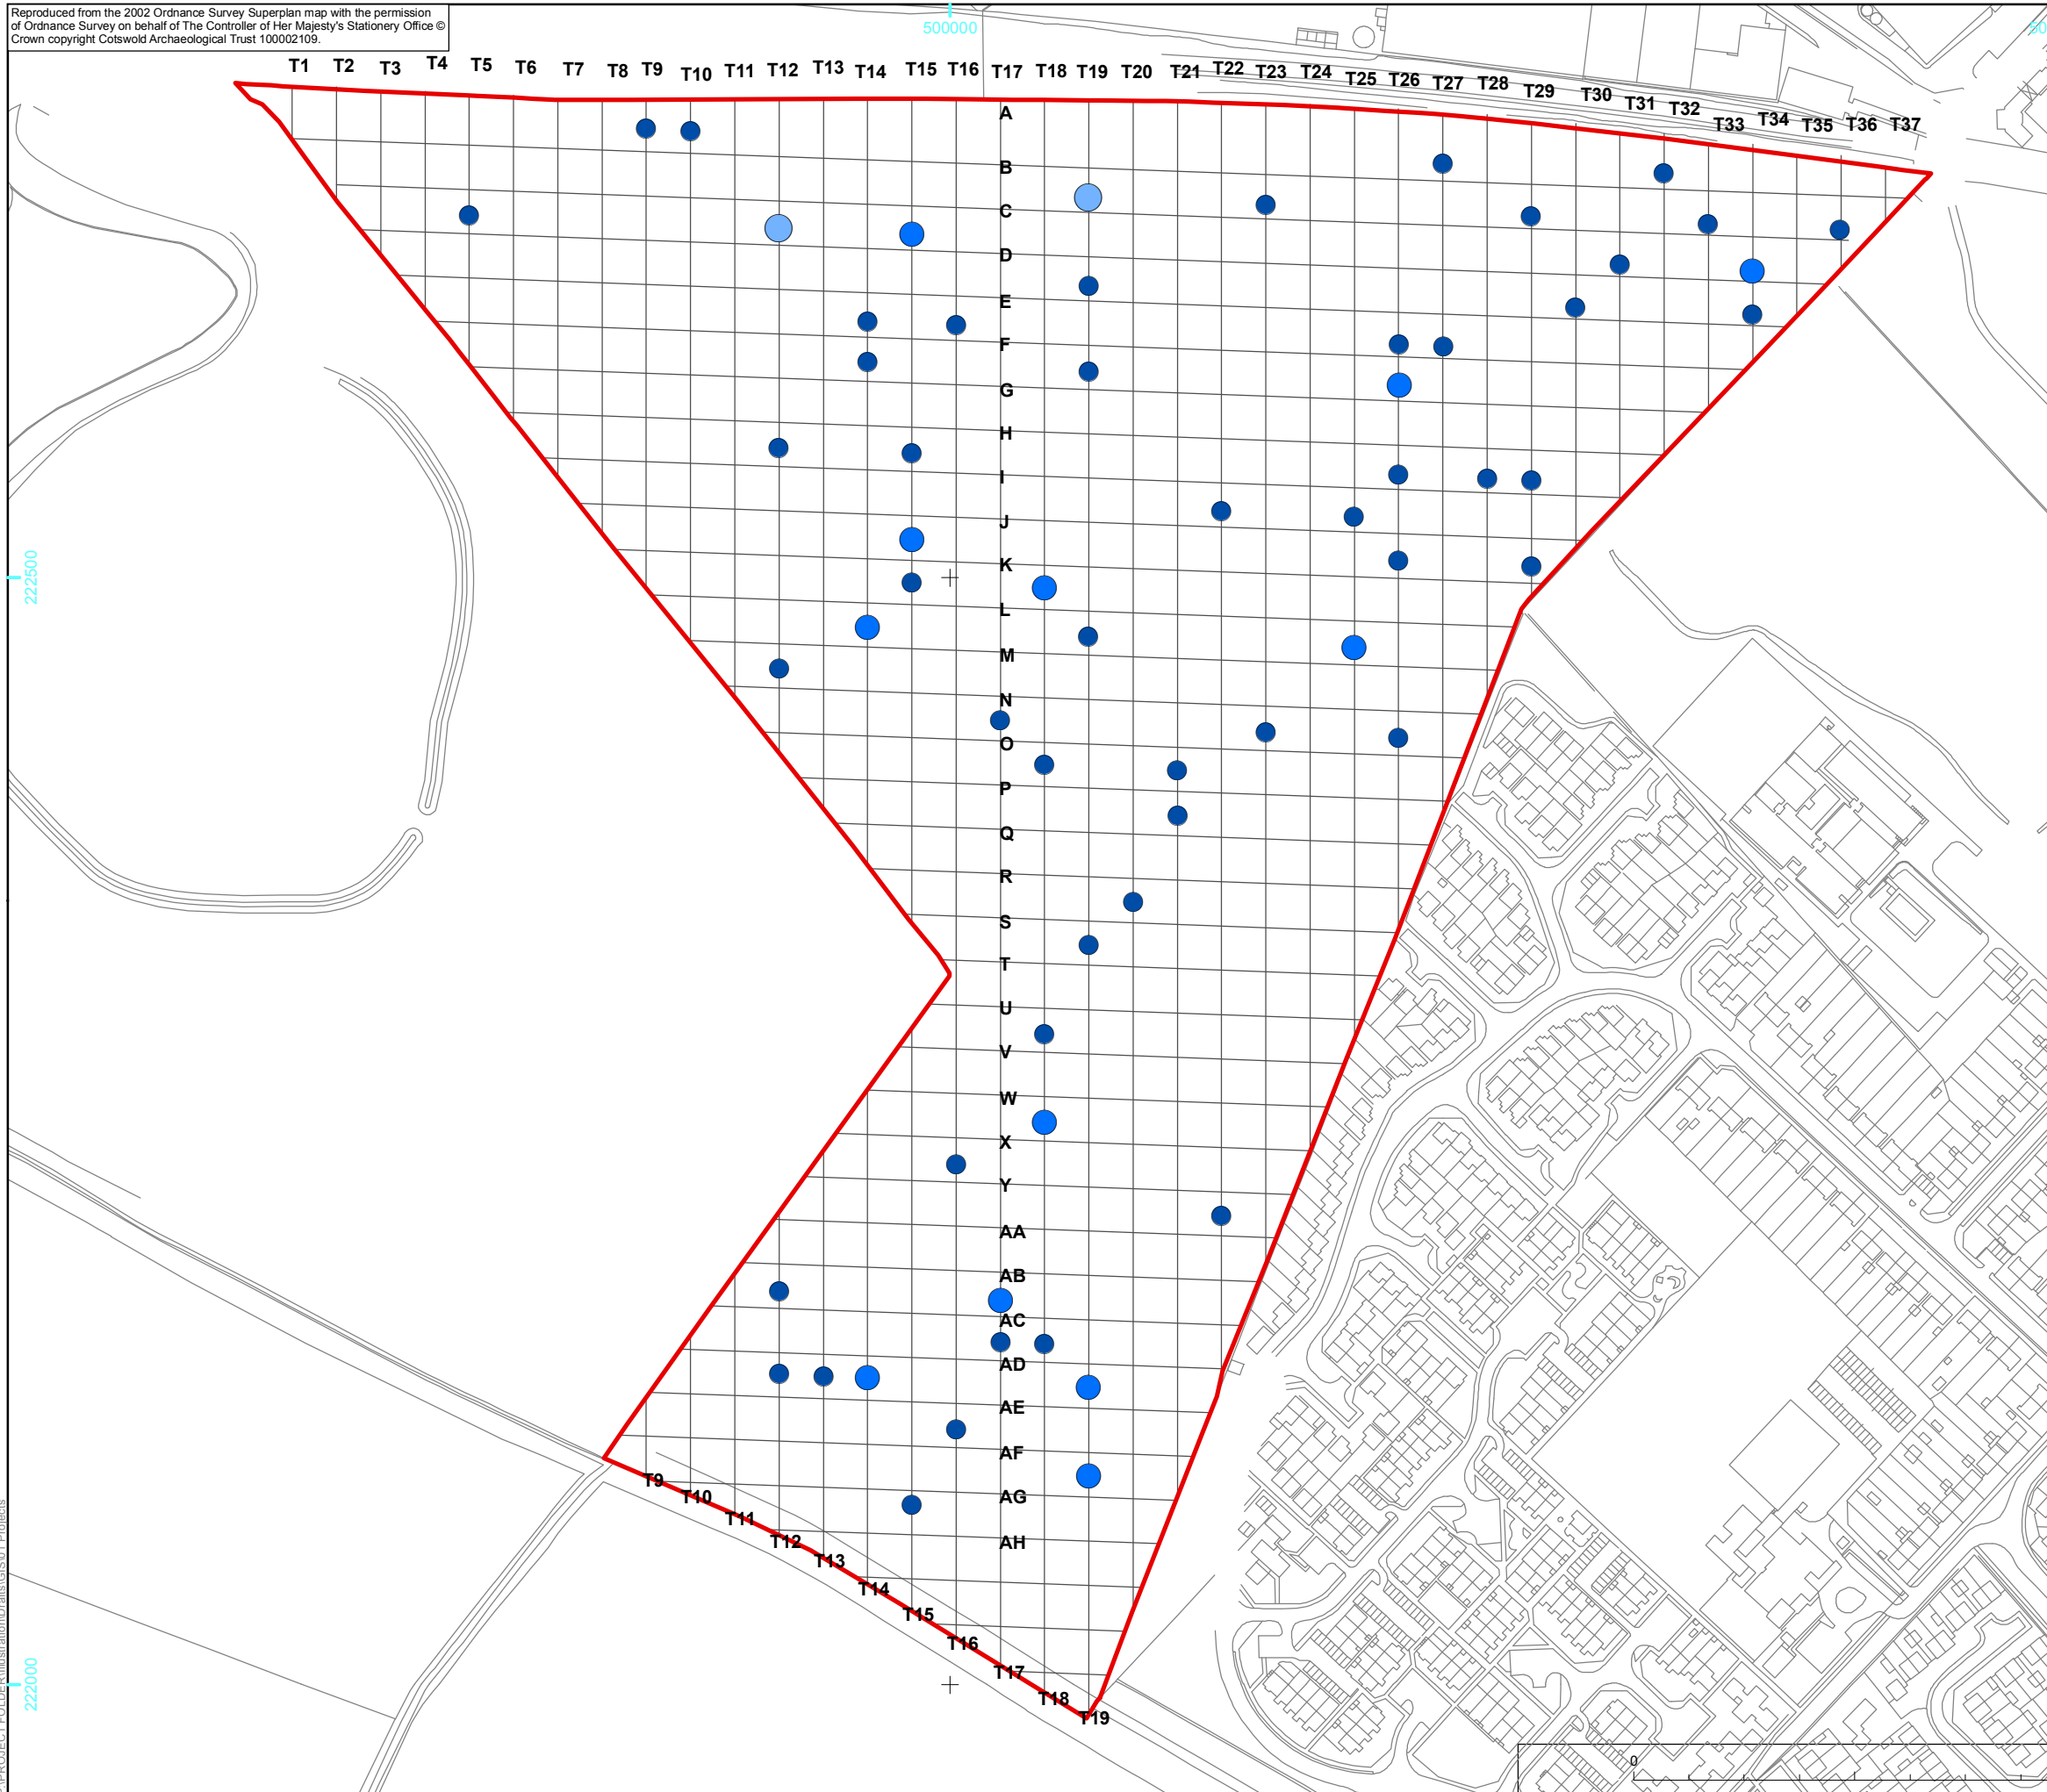 Reproduced from the 2002 Ordnance Survey Superplan map with the permission
of Ordnance Survey on behalf of The Controller of Her Majesty's Stationery Office ©
Crown copyright Cotswold Archaeological Trust 100002109.
500000
T1 T2 T3 T4 T5 T6 T7 T8 T9 T10 T11 T12 T13 T14 T15 T16 T17 T18 T19 T20 T21 T22 T23 T24 T25 T26 T27 T28 T29 T30 T31 T32 T33 T34 T35 T36 T37
A
B
C
D
E
F
G
H
I
J
K
222500
L
M
N
O
P
Q
R
S
T
U
V
W
X
Y
AA
AB
AC
AD
AE
AF
AG
AH
T9
T10
T11
T12
T13
T14
T15
T16
T17
T18
T19
222000
0